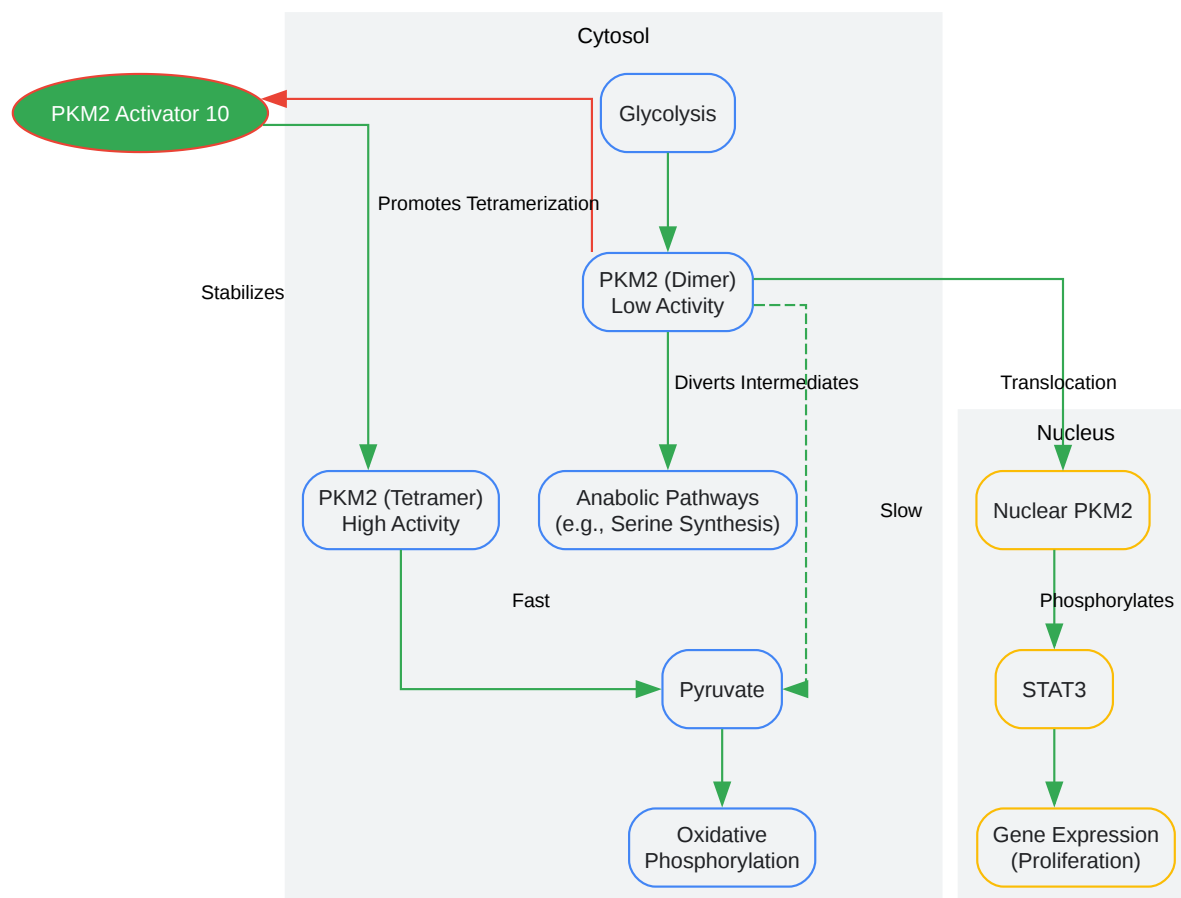 Cytosol
PKM2 Activator 10
Glycolysis
Promotes Tetramerization
Stabilizes
PKM2 (Dimer)
Low Activity
Diverts Intermediates
Translocation
Nucleus
PKM2 (Tetramer)
High Activity
Anabolic Pathways
(e.g., Serine Synthesis)
Slow
Nuclear PKM2
Fast
Phosphorylates
Pyruvate
STAT3
Oxidative
Phosphorylation
Gene Expression
(Proliferation)